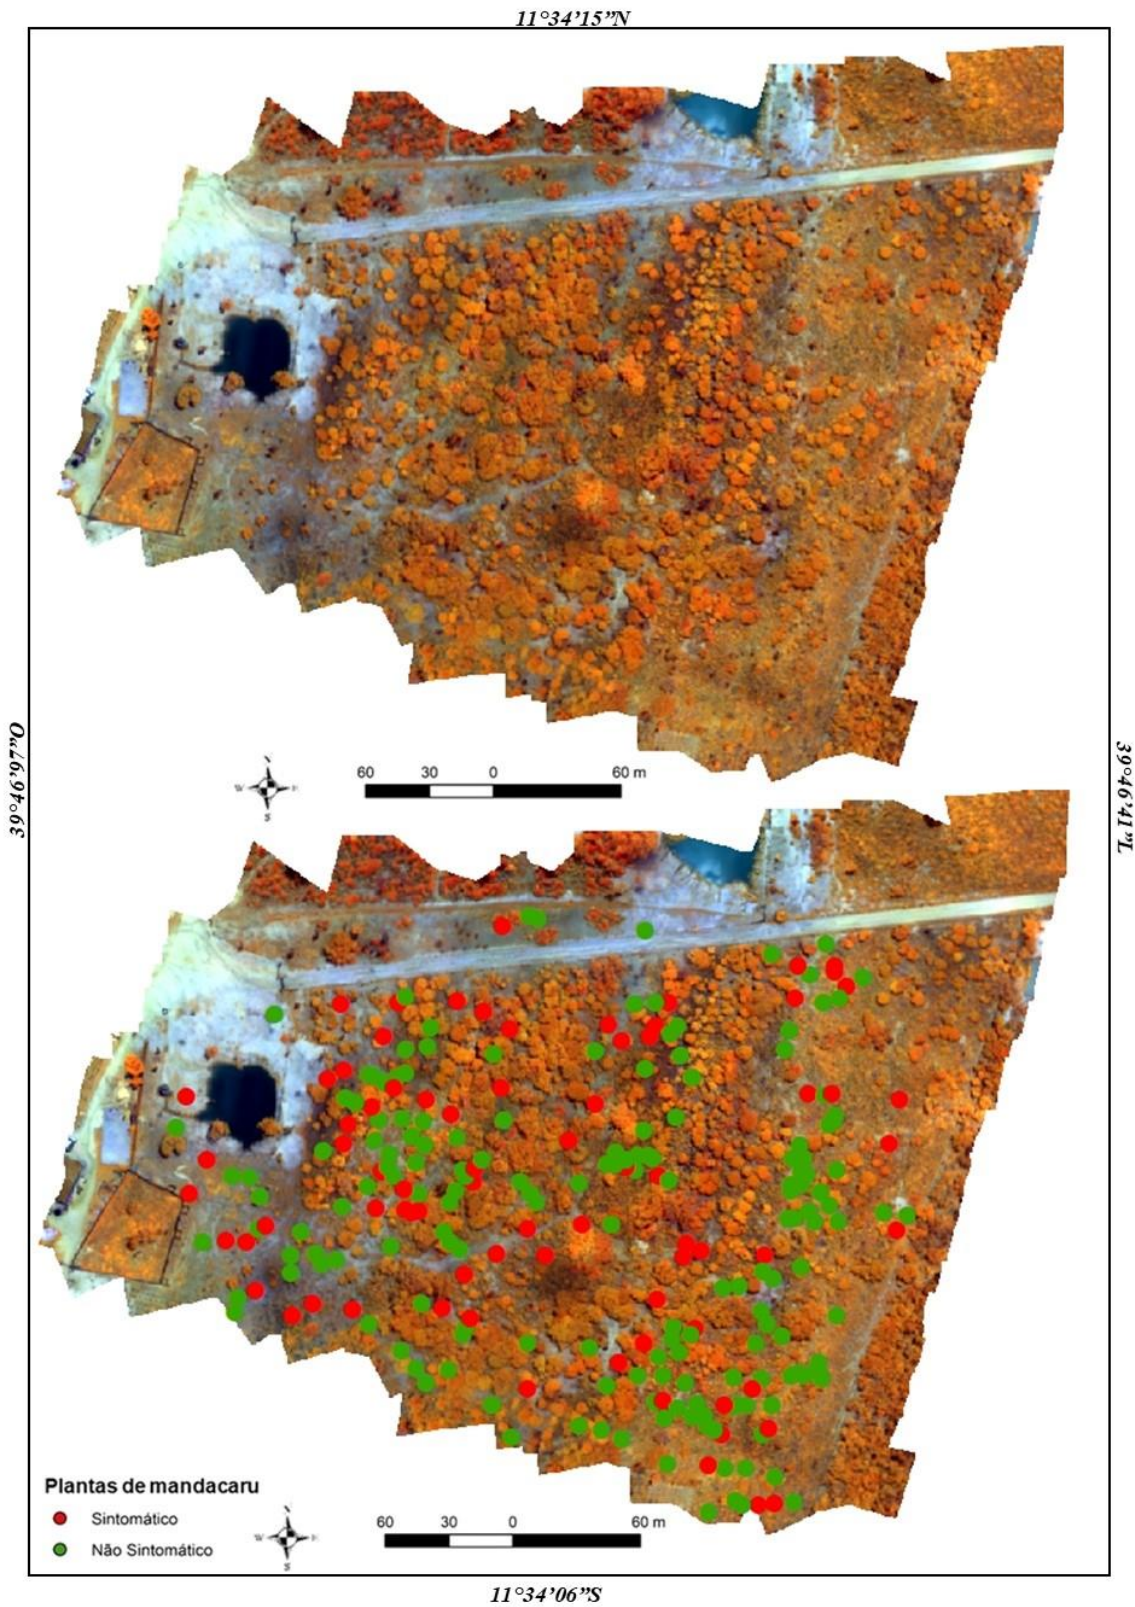 11°34’15”N
39°46’97”O
39°46’41”L
N
W E
S
60 30 0 60 m
Plantas de mandacaru
Sintomático
Não Sintomático
N
W E
S
60 30 0 60 m
11°34’06”S